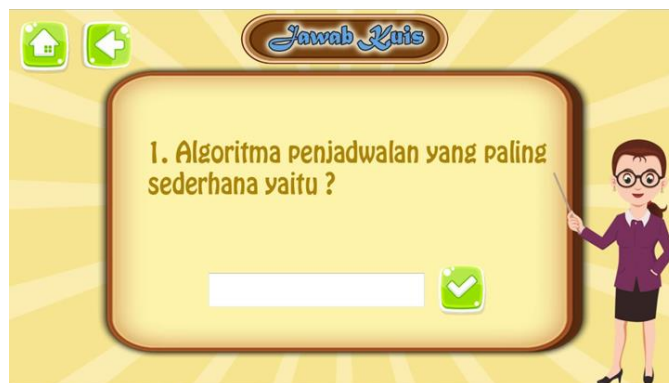 Jawab Kuis
1. Algoritma penjadwalan yang paling
sederhana yaitu ?